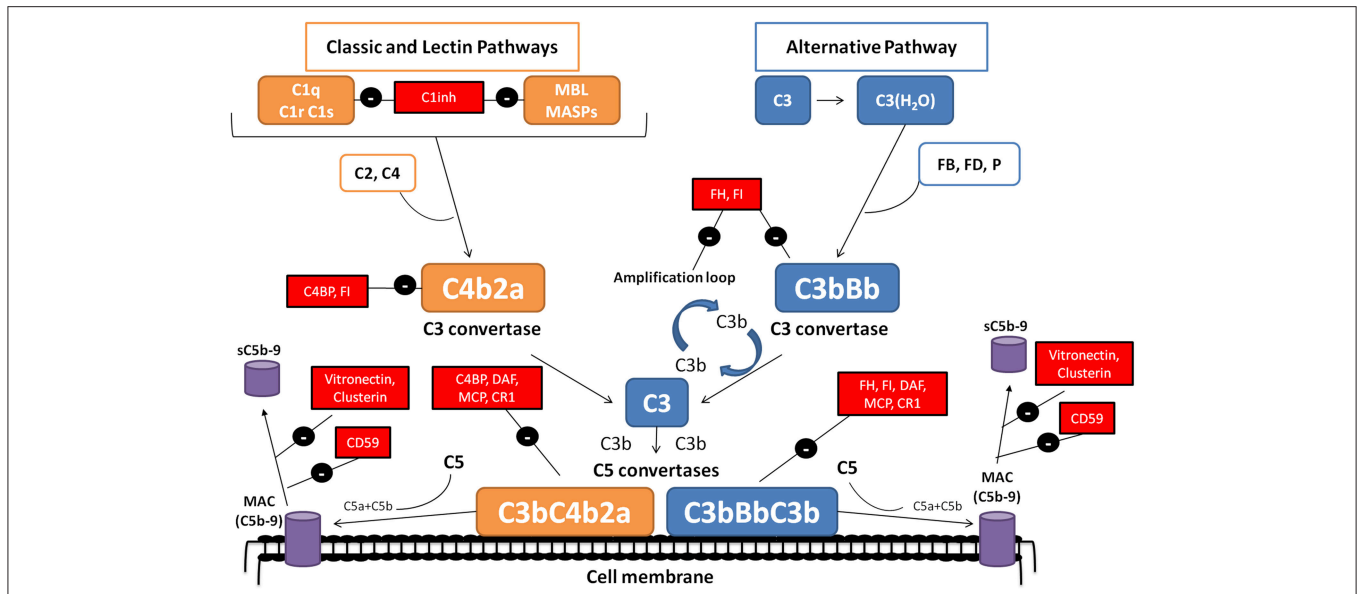 Classic and Lectin Pathways
Alternative Pathway
C1q
C1r C1s
-
C1inh
-
MBL
MASPs
C3
C3(H₂O)
C2, C4
FB, FD, P
FH, FI
-
-
Amplification loop
C4BP, FI
-
C4b2a
C3 convertase
C3bBb
C3 convertase
C3b
C3b
sC5b-9
Vitronectin,
Clusterin
-
CD59
-
C4BP, DAF,
MCP, CR1
-
C3
C3b
C3b
C5 convertases
FH, FI, DAF,
MCP, CR1
-
sC5b-9
Vitronectin,
Clusterin
-
CD59
-
MAC
(C5b-9)
C5
C5a+C5b
C3bC4b2a
C3bBbC3b
C5
C5a+C5b
MAC
(C5b-9)
Cell membrane